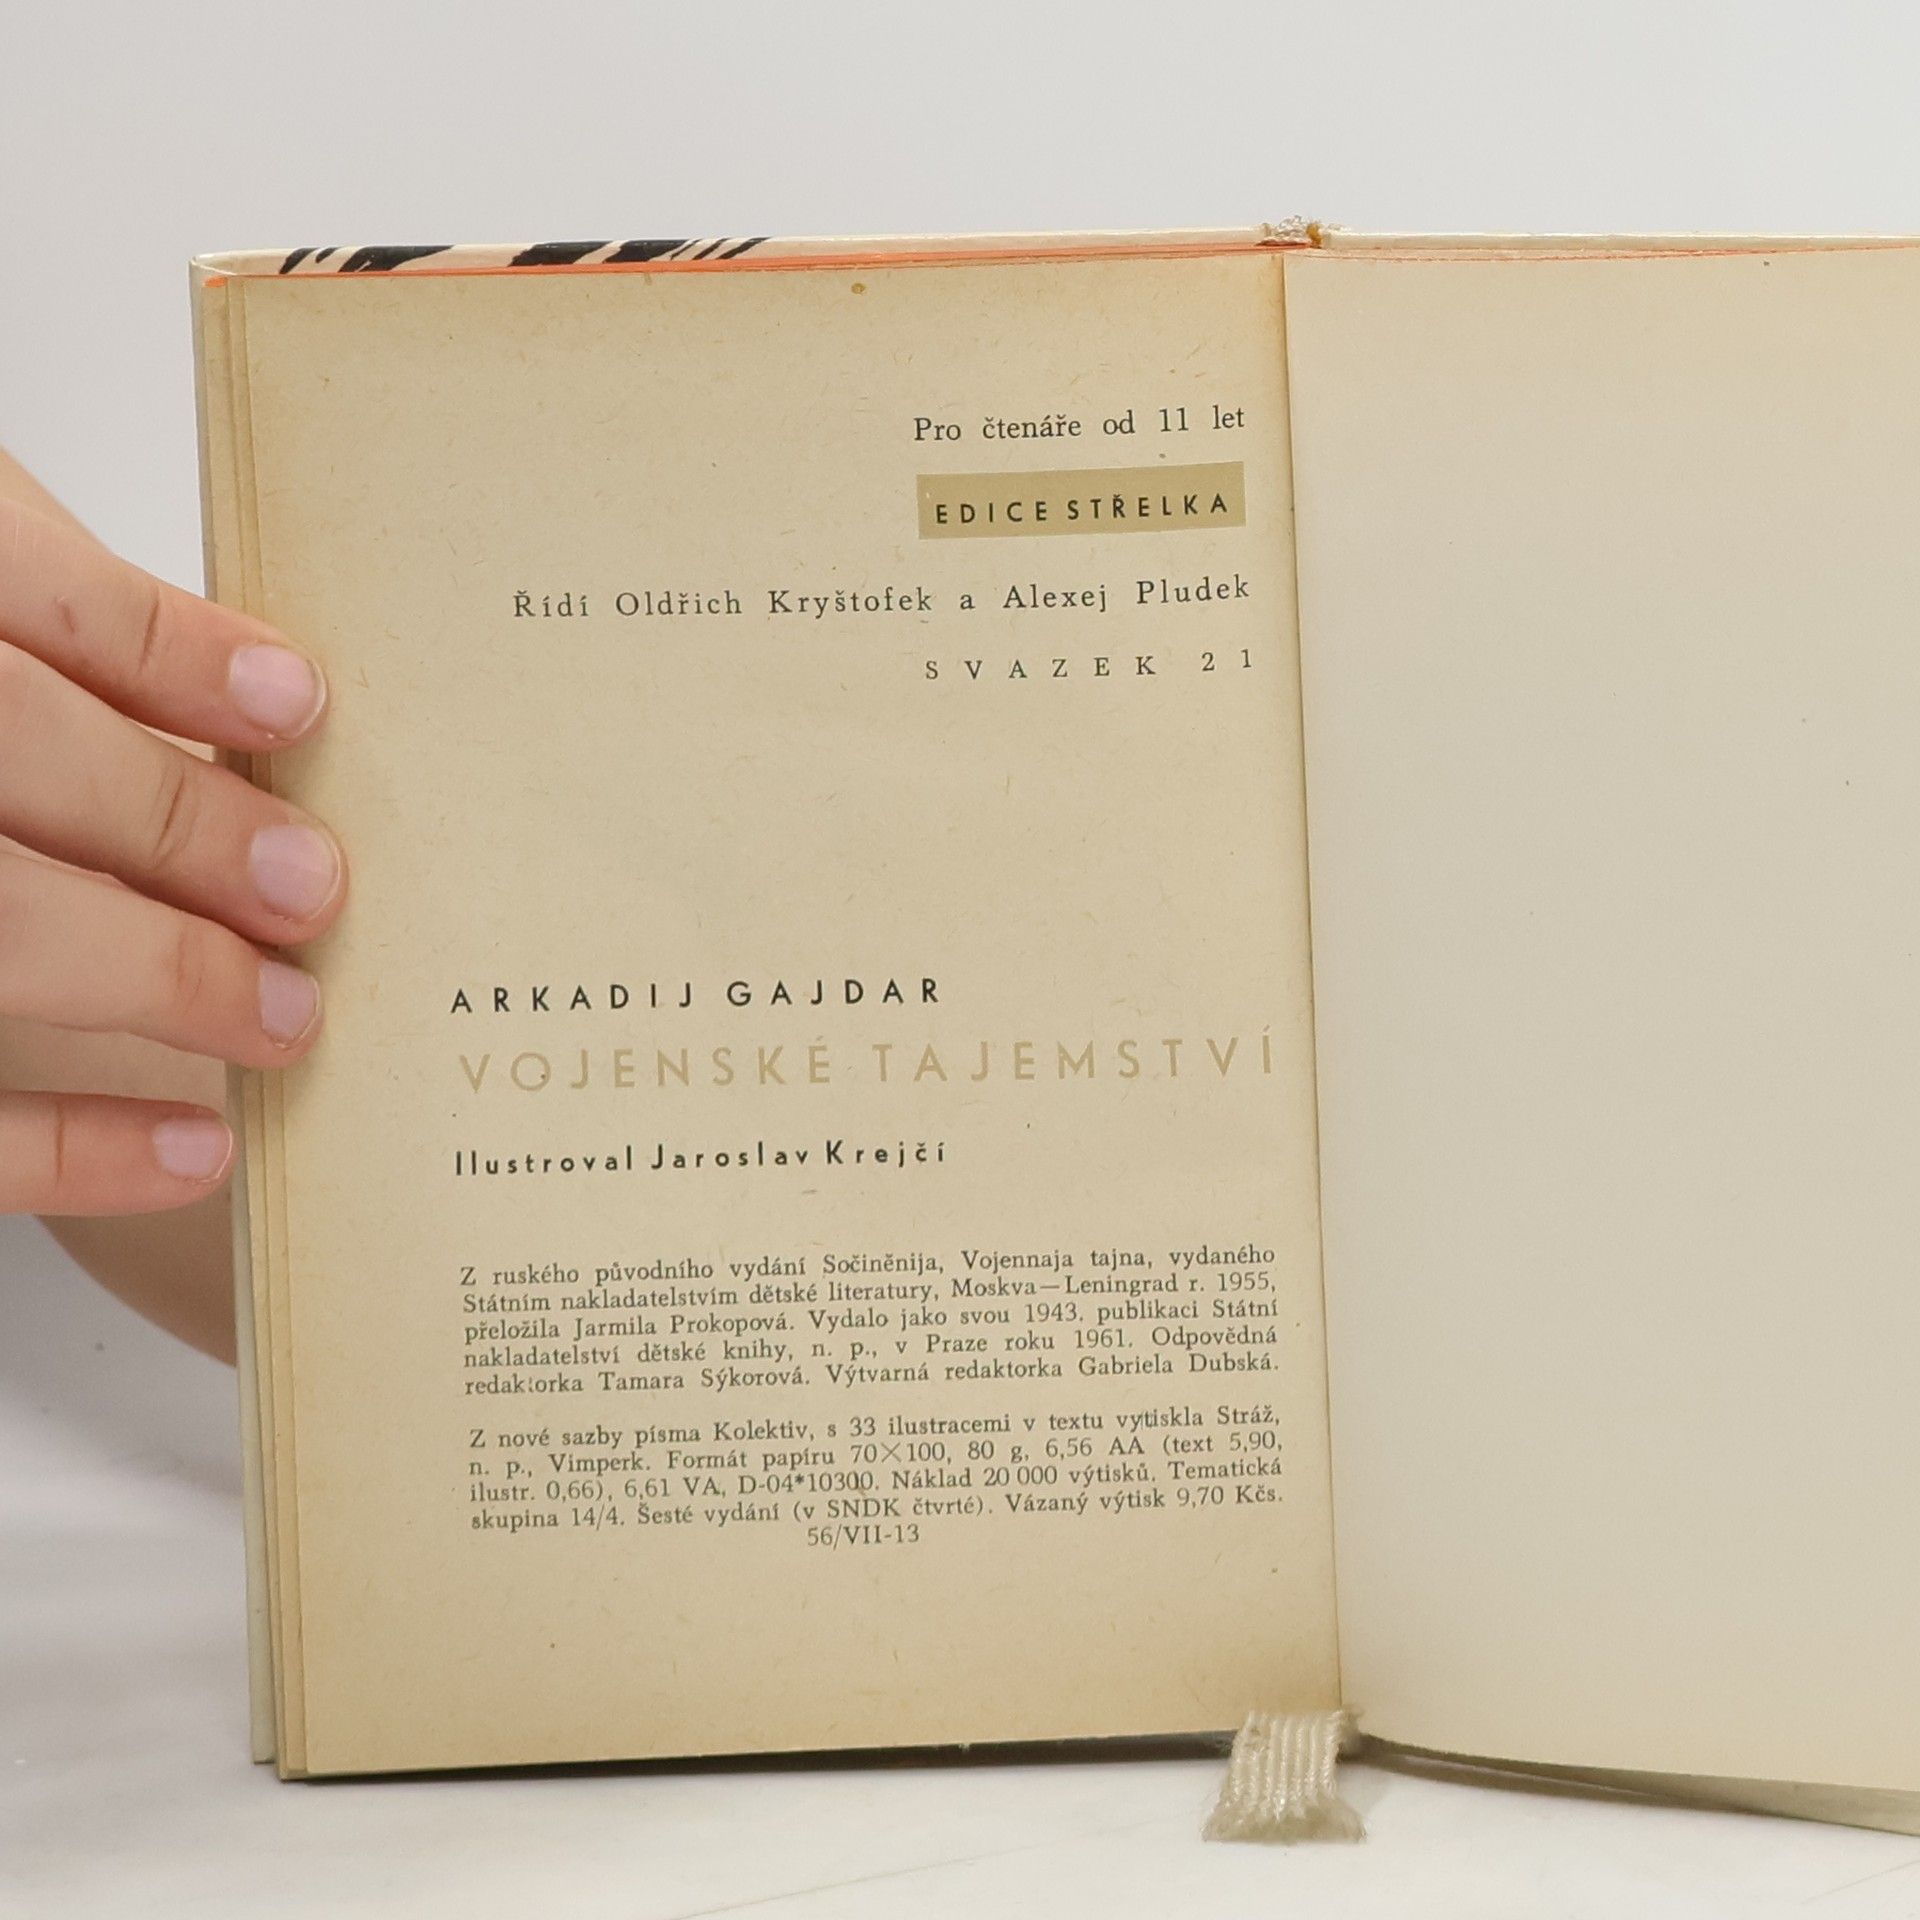 Pro čtenáře od 11 let
EDICE STŘELKA
Řídí Oldřich Kryštofek a Alexej Pludek
SVAZEK 21
ARKADIJ GAJDAR
VOJENSKÉ TAJEMSTVÍ
Ilustroval Jaroslav Krejčí
Z ruského původního vydání Sočiněnija, Vojennaja tajna, vydaného
Státním nakladatelstvím dětské literatury, Moskva—Leningrad r. 1955,
přeložila Jarmila Prokopová. Vydalo jako svou 1943. publikaci Státní
nakladatelství dětské knihy, n. p., v Praze roku 1961. Odpovědná
redaktorka Tamara Sýkorová. Výtvarná redaktorka Gabriela Dubská.
Z nové sazby písma Kolektiv, s 33 ilustracemi v textu vytiskla Stráž,
n. p., Vimperk. Formát papíru 70×100, 80 g, 6,56 AA (text 5,90,
ilustr. 0,66), 6,61 VA, D-04*10300. Náklad 20 000 výtisků. Tematická
skupina 14/4. Šesté vydání (v SNDK čtvrté). Vázaný výtisk 9,70 Kčs.
56/VII-13